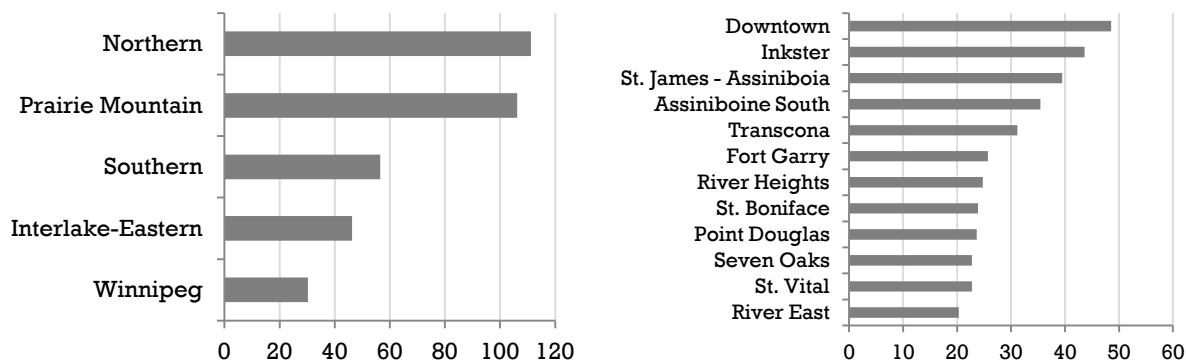 Northern
Prairie Mountain
Southern
Interlake-Eastern
Winnipeg
0 20 40 60 80 100 120
Downtown
Inkster
St. James - Assiniboia
Assiniboine South
Transcona
Fort Garry
River Heights
St. Boniface
Point Douglas
Seven Oaks
St. Vital
River East
0 10 20 30 40 50 60